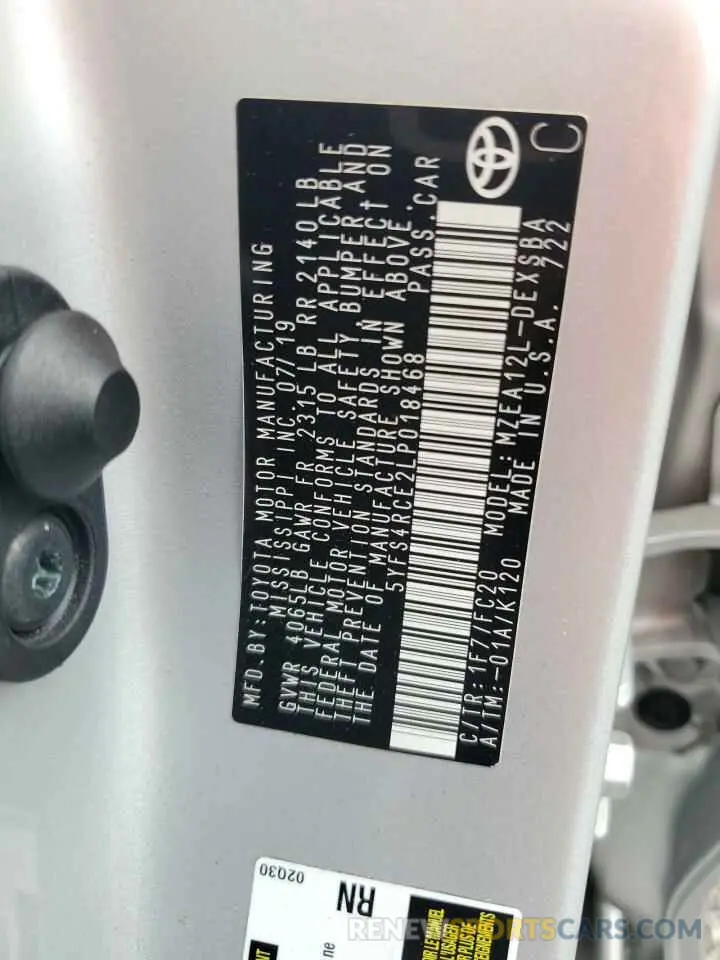 MFD.BY:TOYOTA MOTOR MANUFACTURING
MISSISSIPPI INC. 07/19
GVWR 4065LB GAWR FR 2315 LB RR 2140LB
THIS VEHICLE CONFORMS TO ALL APPLICABLE
FEDERAL MOTOR VEHICLE SAFETY, BUMPER, AND
THEFT PREVENTION STANDARDS IN EFFECT ON
THE DATE OF MANUFACTURE SHOWN ABOVE.
5YFS4RCE2LP018468 PASS.CAR
C/TR: 1F7/FC20 MODEL: MZEA12L-DEXSBA
A/TM:-01A/K120 MADE IN U.S.A. 722
C
02Q30
RN
RENEWSPORTSCARS.COM